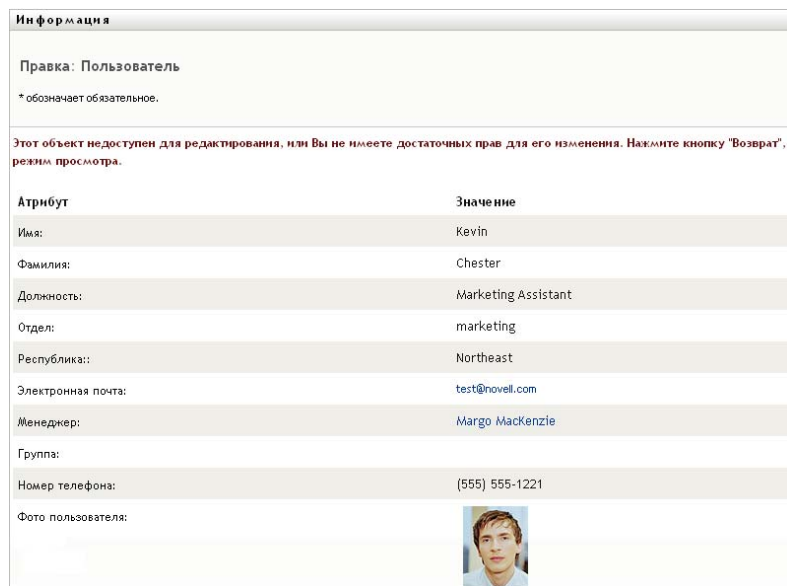 Информация
Правка: Пользователь
* обозначает обязательное.
Этот объект недоступен для редактирования, или Вы не имеете достаточных прав для его изменения. Нажмите кнопку "Возврат",
режим просмотра.
Атрибут Значение
Имя: Kevin
Фамилия: Chester
Должность: Marketing Assistant
Отдел: marketing
Республика:: Northeast
Электронная почта: test@novell.com
Менеджер: Margo MacKenzie
Группа:
Номер телефона: (555) 555-1221
Фото пользователя: